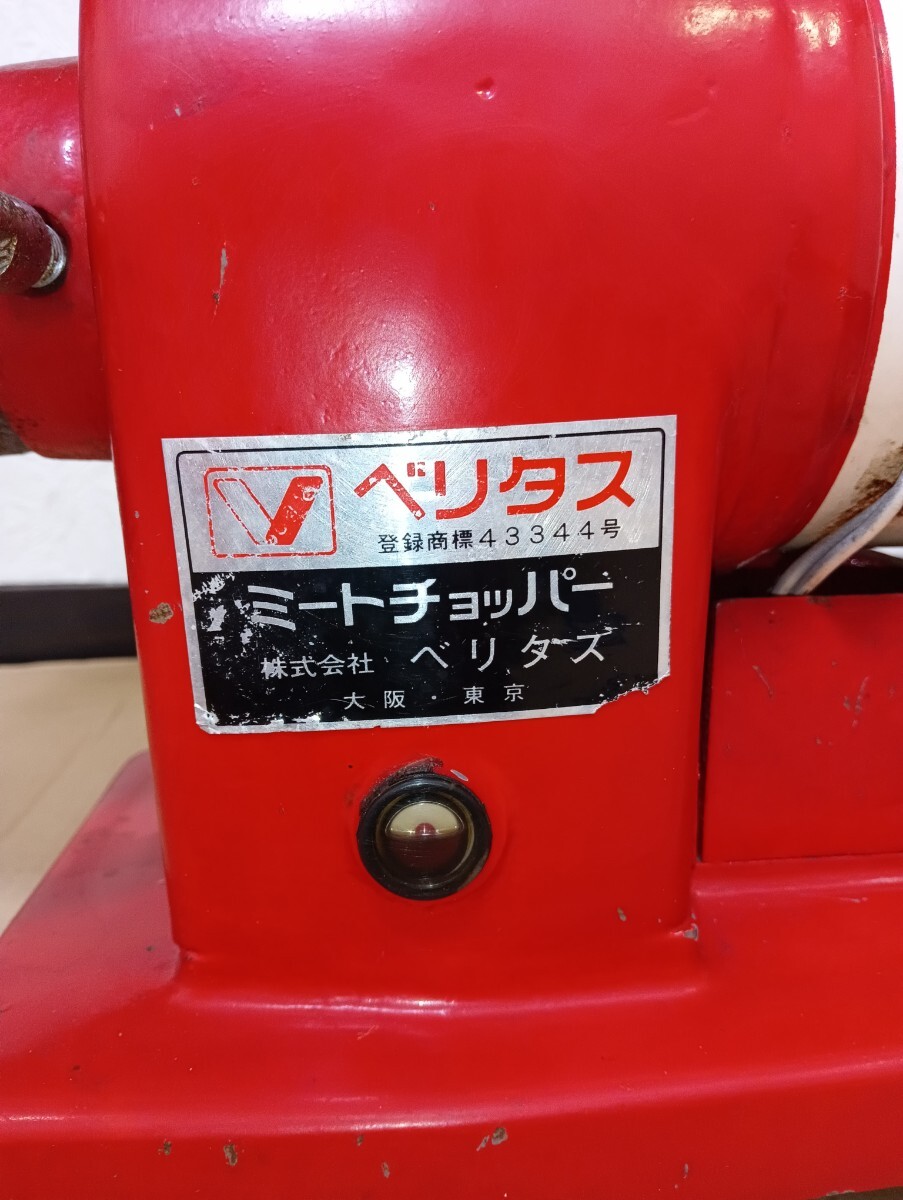 V ベリタス
登録商標43344号
ミートチョッパー
株式会社 ベリタス
大阪・東京